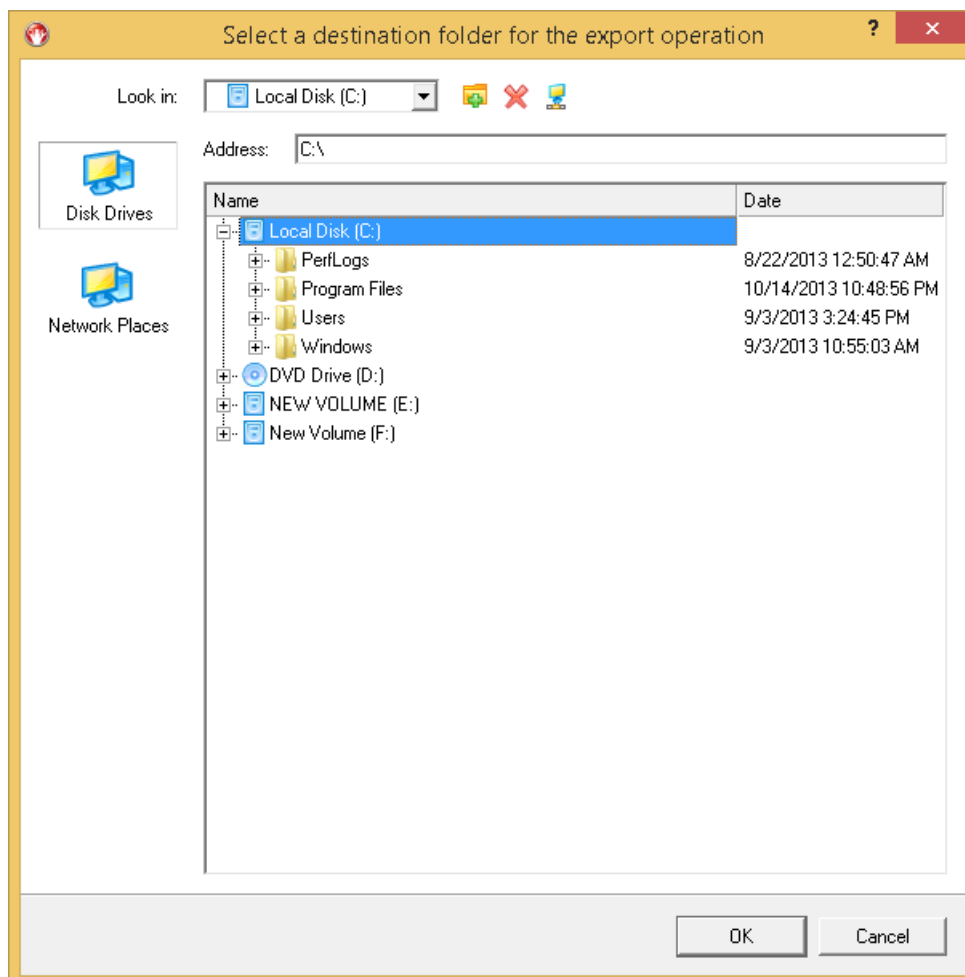 Select a destination folder for the export operation ? ×
Look in: Local Disk (C:)
Address: C:\
Disk Drives
Network Places
Name Date
Local Disk (C:)
PerfLogs 8/22/2013 12:50:47 AM
Program Files 10/14/2013 10:48:56 PM
Users 9/3/2013 3:24:45 PM
Windows 9/3/2013 10:55:03 AM
DVD Drive (D:)
NEW VOLUME (E:)
New Volume (F:)
OK Cancel